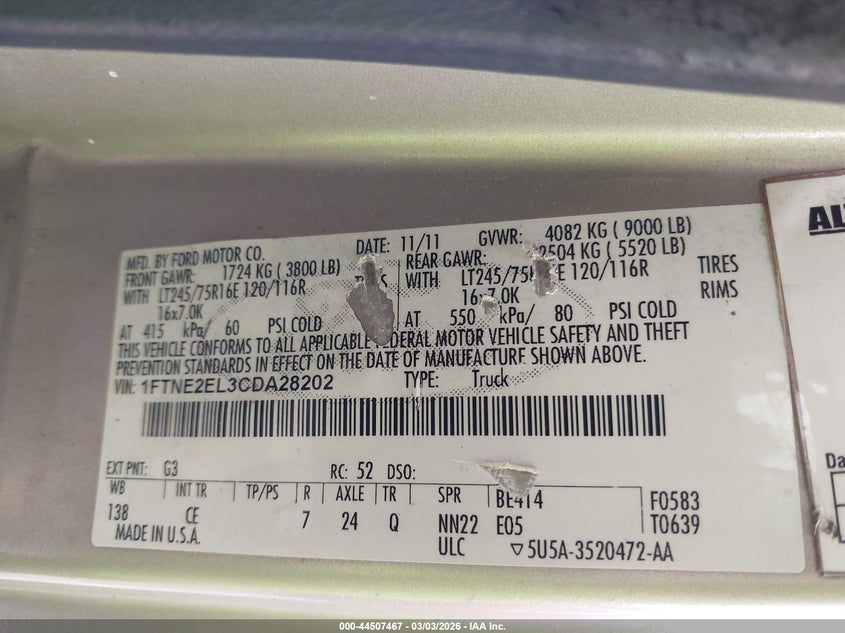 MFD. BY FORD MOTOR CO. DATE: 11/11 GVWR: 4082 KG ( 9000 LB)
FRONT GAWR: 1724 KG ( 3800 LB) REAR GAWR: 2504 KG ( 5520 LB)
WITH LT245/75R16E 120/116R WITH LT245/75R16E 120/116R TIRES
16x7.0K 16x7.0K RIMS
AT 415 kPa/ 60 PSI COLD AT 550 kPa/ 80 PSI COLD
THIS VEHICLE CONFORMS TO ALL APPLICABLE MOTOR VEHICLE SAFETY AND THEFT
PREVENTION STANDARDS IN EFFECT ON THE DATE OF MANUFACTURE SHOWN ABOVE.
VIN: 1FTNE2EL3CDA28202 TYPE: Truck
EXT PNT: G3 RC: 52 DSO:
WB INT TR TP/PS R AXLE TR SPR BE414 F0583
138 CE 7 24 Q NN22 E05 T0639
MADE IN U.S.A. ULC ▽5U5A-3520472-AA
Da
000-44507467 - 03/03/2026 - IAA Inc.